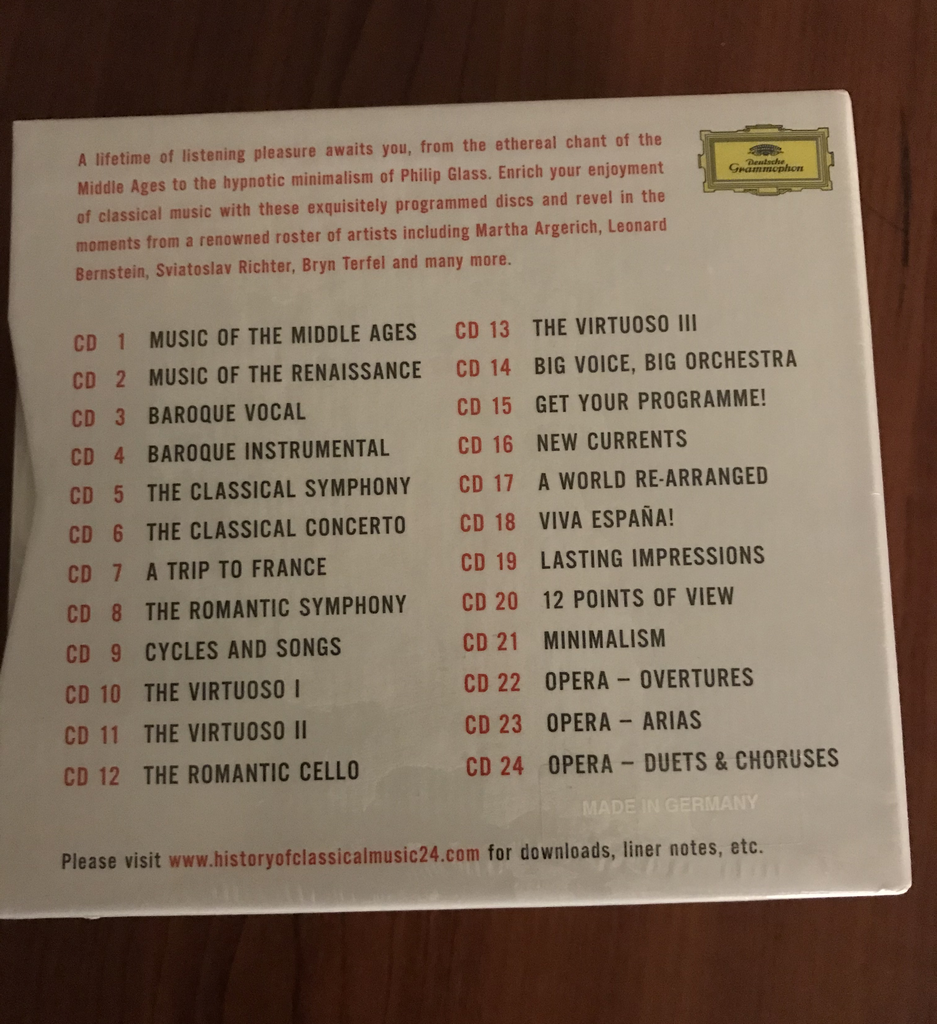 A lifetime of listening pleasure awaits you, from the ethereal chant of the
Middle Ages to the hypnotic minimalism of Philip Glass. Enrich your enjoyment
of classical music with these exquisitely programmed discs and revel in the
moments from a renowned roster of artists including Martha Argerich, Leonard
Bernstein, Sviatoslav Richter, Bryn Terfel and many more.
Deutsche
Grammophon
CD 1 MUSIC OF THE MIDDLE AGES
CD 2 MUSIC OF THE RENAISSANCE
CD 3 BAROQUE VOCAL
CD 4 BAROQUE INSTRUMENTAL
CD 5 THE CLASSICAL SYMPHONY
CD 6 THE CLASSICAL CONCERTO
CD 7 A TRIP TO FRANCE
CD 8 THE ROMANTIC SYMPHONY
CD 9 CYCLES AND SONGS
CD 10 THE VIRTUOSO I
CD 11 THE VIRTUOSO II
CD 12 THE ROMANTIC CELLO
CD 13 THE VIRTUOSO III
CD 14 BIG VOICE, BIG ORCHESTRA
CD 15 GET YOUR PROGRAMME!
CD 16 NEW CURRENTS
CD 17 A WORLD RE-ARRANGED
CD 18 VIVA ESPAÑA!
CD 19 LASTING IMPRESSIONS
CD 20 12 POINTS OF VIEW
CD 21 MINIMALISM
CD 22 OPERA – OVERTURES
CD 23 OPERA – ARIAS
CD 24 OPERA – DUETS & CHORUSES
MADE IN GERMANY
Please visit www.historyofclassicalmusic24.com for downloads, liner notes, etc.